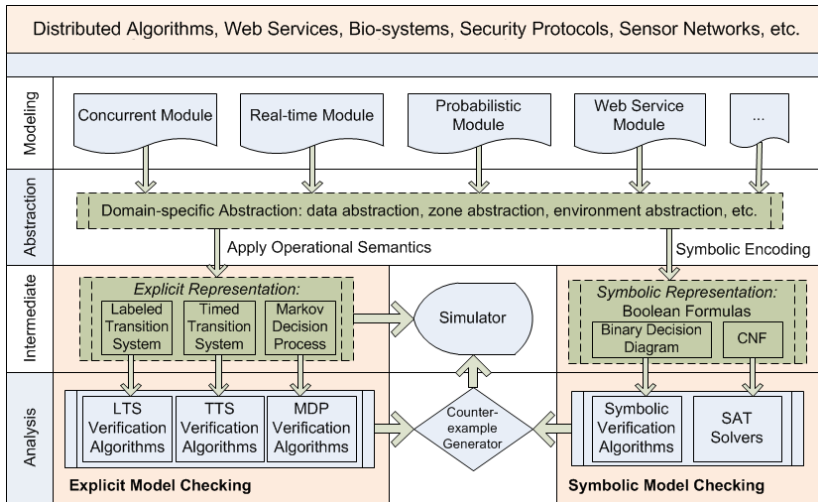 Distributed Algorithms, Web Services, Bio-systems, Security Protocols, Sensor Networks, etc.
Modeling
Concurrent Module
Real-time Module
Probabilistic
Module
Web Service
Module
...
Abstraction
Domain-specific Abstraction: data abstraction, zone abstraction, environment abstraction, etc.
Apply Operational Semantics
Symbolic Encoding
Intermediate
Explicit Representation:
Labeled
Transition
System
Timed
Transition
System
Markov
Decision
Process
Simulator
Symbolic Representation:
Boolean Formulas
Binary Decision
Diagram
CNF
Analysis
LTS
Verification
Algorithms
TTS
Verification
Algorithms
MDP
Verification
Algorithms
Counter-
example
Generator
Symbolic
Verification
Algorithms
SAT
Solvers
Explicit Model Checking
Symbolic Model Checking